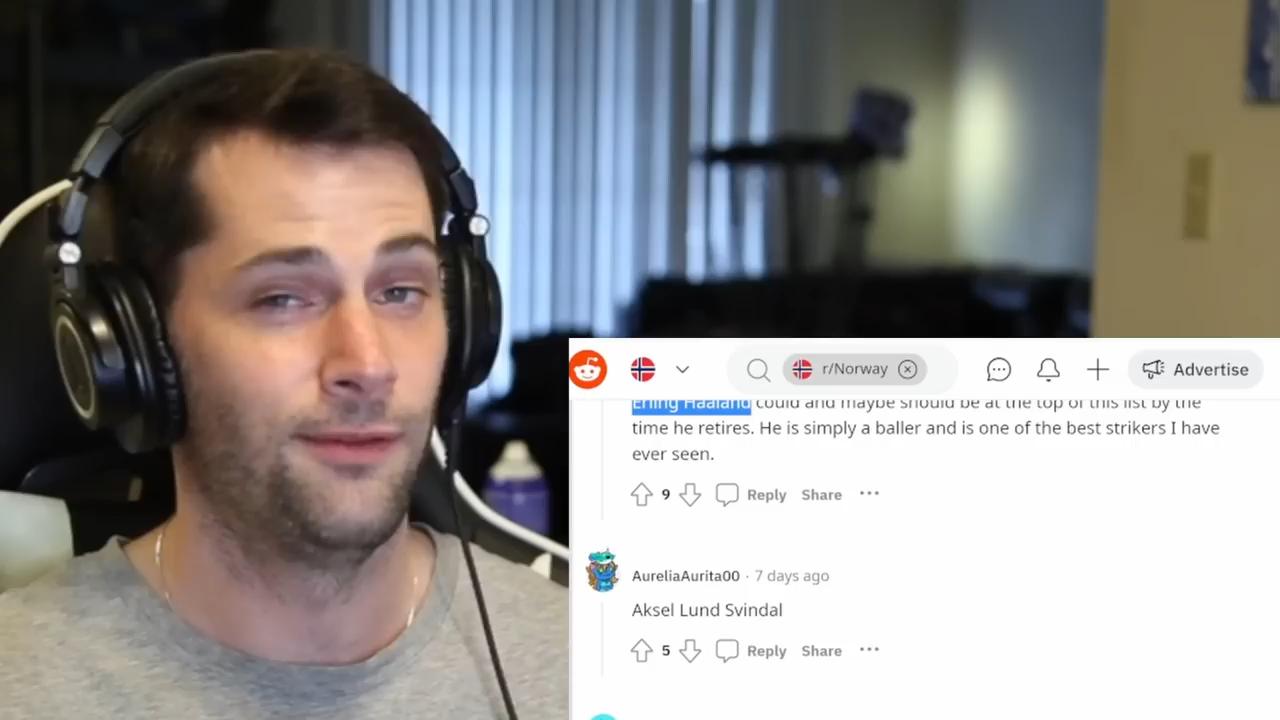 r/Norway
Advertise
Erling Haaland could and maybe should be at the top of this list by the
time he retires. He is simply a baller and is one of the best strikers I have
ever seen.
9 Reply Share
AureliaAurita00 · 7 days ago
Aksel Lund Svindal
5 Reply Share